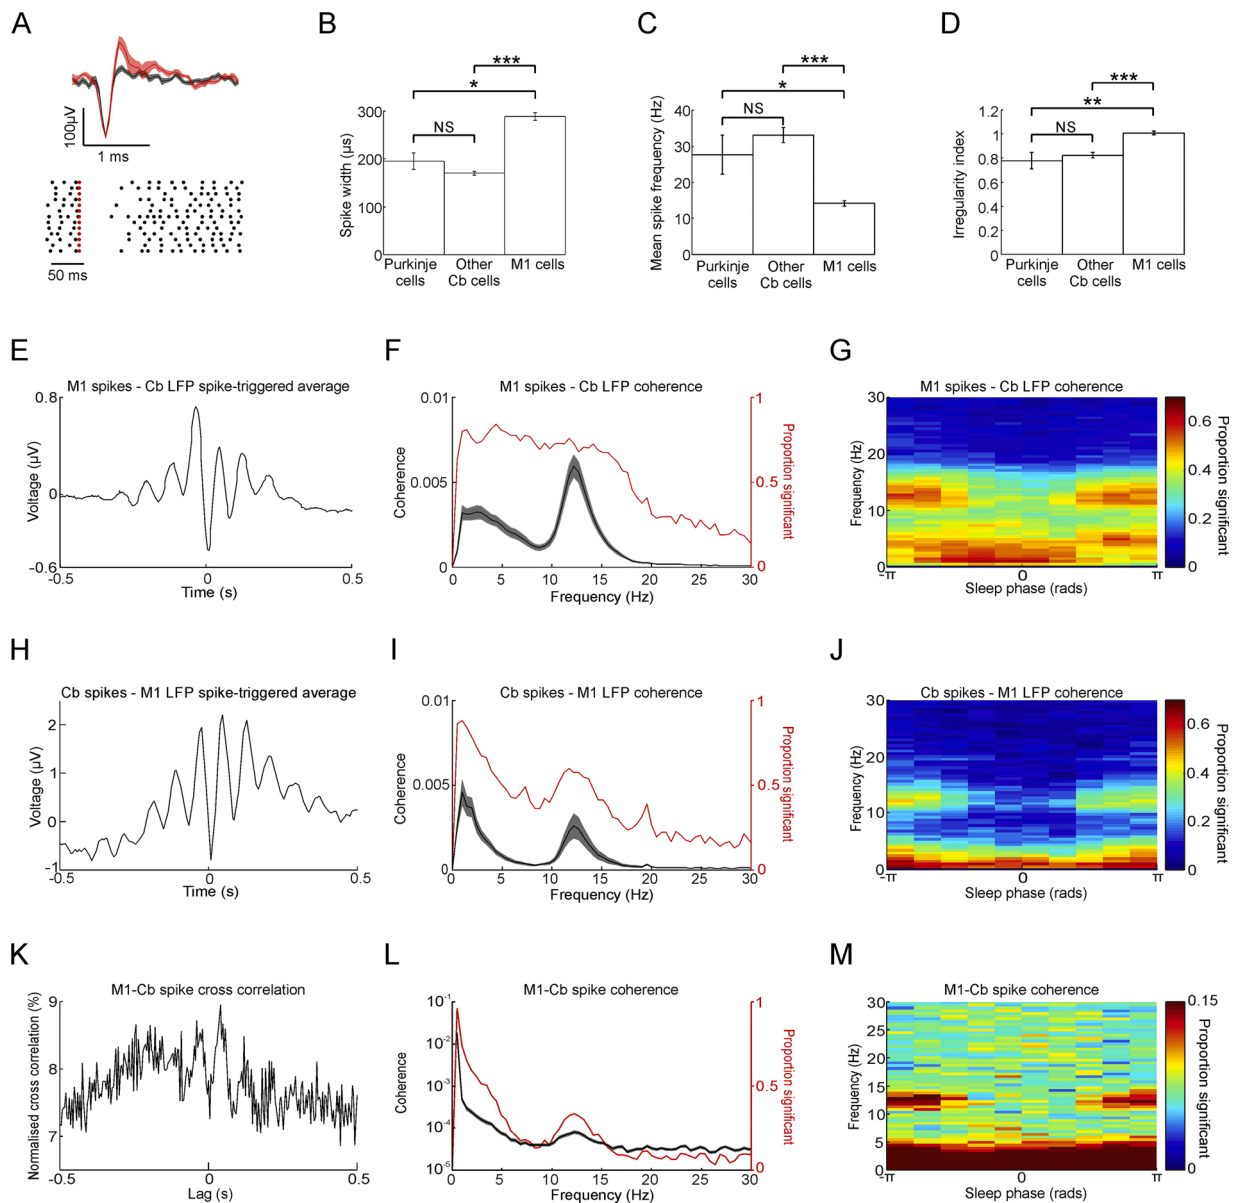 A
100µV
1 ms
50 ms
B
***
*
NS
Spike width (µs)
300
200
100
0
Purkinje cells
Other Cb cells
M1 cells
C
***
*
NS
Mean spike frequency (Hz)
40
30
20
10
0
Purkinje cells
Other Cb cells
M1 cells
D
***
**
NS
Irregularity index
1.2
1
0.8
0.6
0.4
0.2
0
Purkinje cells
Other Cb cells
M1 cells
E
M1 spikes - Cb LFP spike-triggered average
Voltage (µV)
0.8
0
−0.6
−0.5
0
0.5
Time (s)
F
M1 spikes - Cb LFP coherence
Coherence
0.01
0.005
0
1
0.5
0
Proportion significant
0 5 10 15 20 25 30
Frequency (Hz)
G
M1 spikes - Cb LFP coherence
Frequency (Hz)
30
20
10
0
−π 0 π
Sleep phase (rads)
0.6
0.4
0.2
0
Proportion significant
H
Cb spikes - M1 LFP spike-triggered average
Voltage (µV)
2
1
0
−1
−0.5
0
0.5
Time (s)
I
Cb spikes - M1 LFP coherence
Coherence
0.01
0.005
0
1
0.5
0
Proportion significant
0 5 10 15 20 25 30
Frequency (Hz)
J
Cb spikes - M1 LFP coherence
Frequency (Hz)
30
20
10
0
−π 0 π
Sleep phase (rads)
0.6
0.4
0.2
0
Proportion significant
K
M1-Cb spike cross correlation
Normalised cross correlation (%)
9
8
7
-0.5 0 0.5
Lag (s)
L
M1-Cb spike coherence
Coherence
10-1
10-2
10-3
10-4
10-5
1
0.5
0
Proportion significant
0 5 10 15 20 25 30
Frequency (Hz)
M
M1-Cb spike coherence
Frequency (Hz)
30
25
20
15
10
5
0
−π 0 π
Sleep phase (rads)
0.15
0
Proportion significant